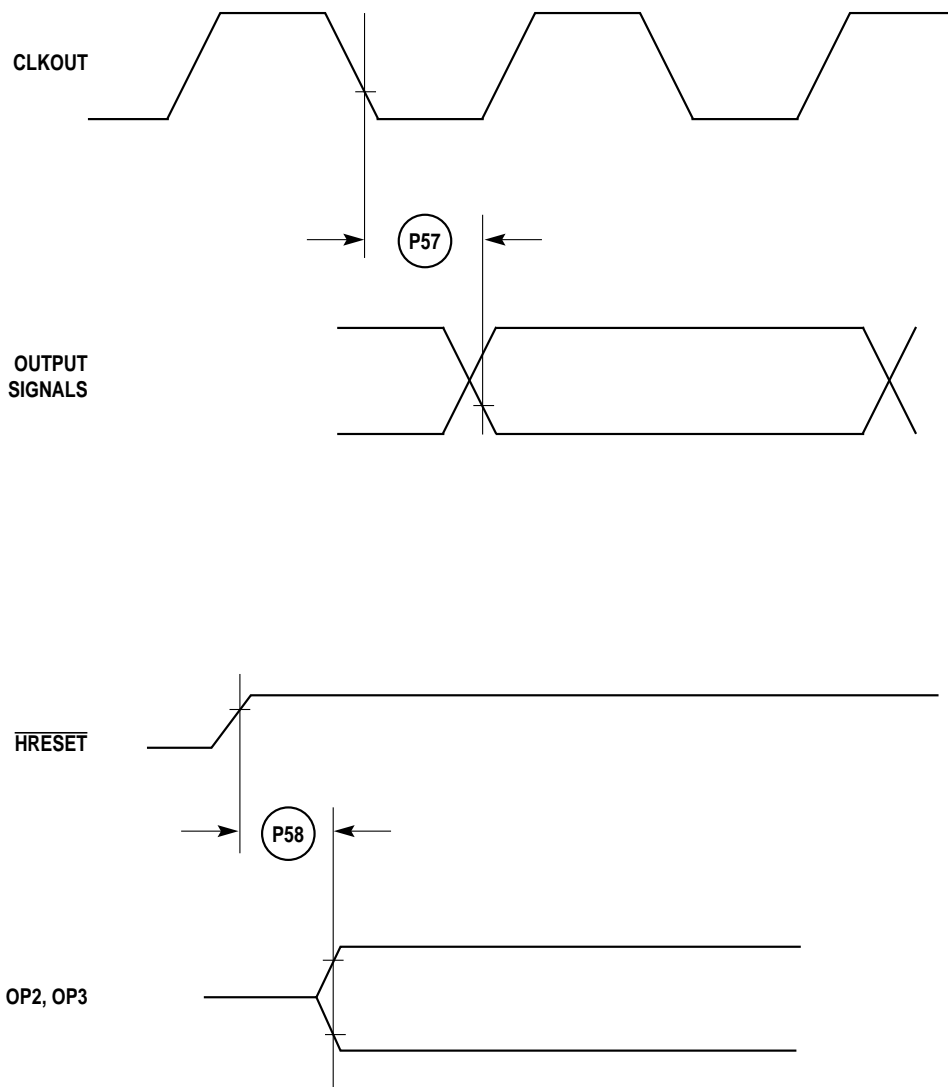 CLKOUT
P57
OUTPUT
SIGNALS
HRESET
P58
OP2, OP3